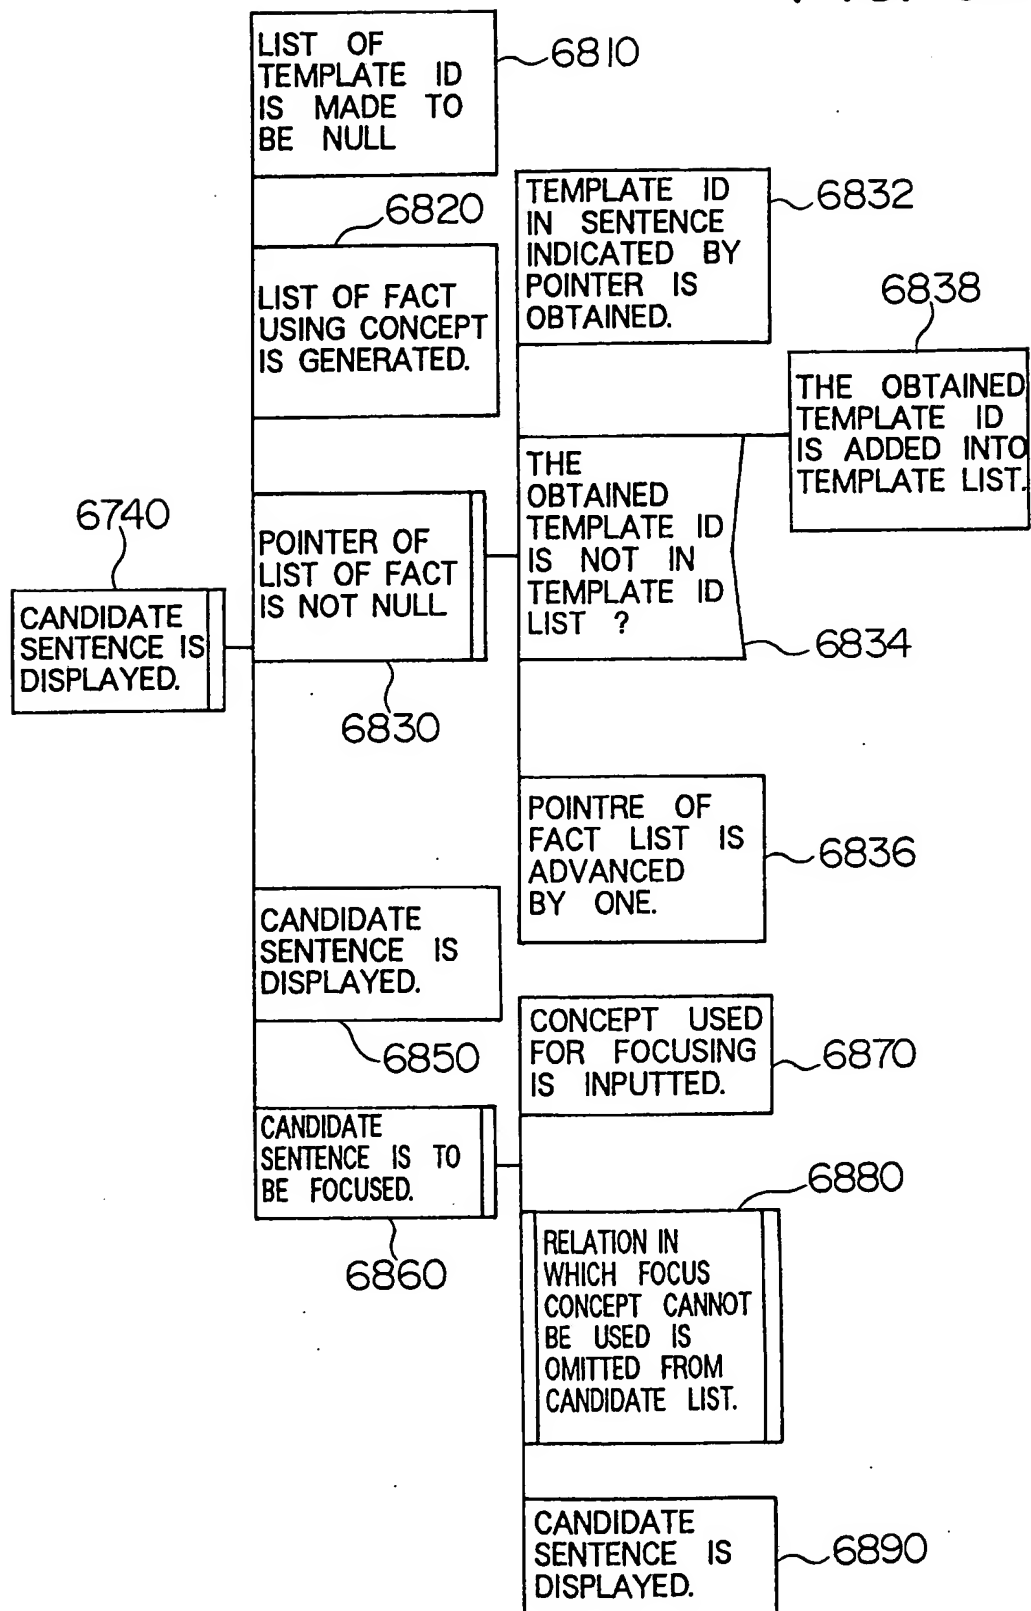 LIST OF
TEMPLATE ID
IS MADE TO
BE NULL
6810
6820
LIST OF FACT
USING CONCEPT
IS GENERATED.
TEMPLATE ID
IN SENTENCE
INDICATED BY
POINTER IS
OBTAINED.
6832
6838
THE OBTAINED
TEMPLATE ID
IS ADDED INTO
TEMPLATE LIST.
THE
OBTAINED
TEMPLATE ID
IS NOT IN
TEMPLATE ID
LIST ?
6834
6740
CANDIDATE
SENTENCE IS
DISPLAYED.
POINTER OF
LIST OF FACT
IS NOT NULL
6830
POINTRE OF
FACT LIST IS
ADVANCED
BY ONE.
6836
CANDIDATE
SENTENCE IS
DISPLAYED.
6850
CONCEPT USED
FOR FOCUSING
IS INPUTTED.
6870
CANDIDATE
SENTENCE IS TO
BE FOCUSED.
6860
6880
RELATION IN
WHICH FOCUS
CONCEPT CANNOT
BE USED IS
OMITTED FROM
CANDIDATE LIST.
CANDIDATE
SENTENCE IS
DISPLAYED.
6890